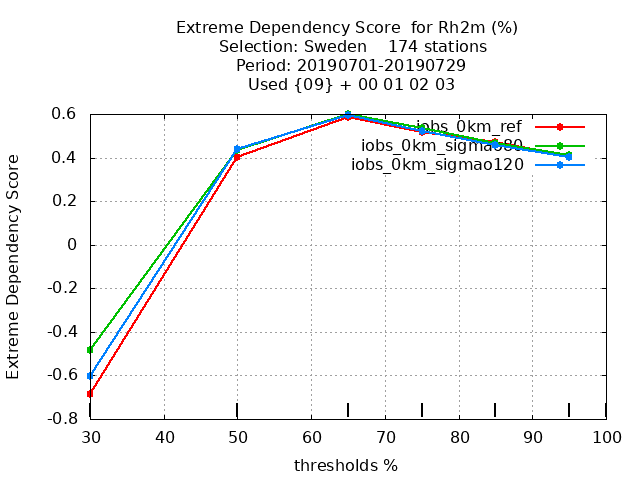 Extreme Dependency Score  for Rh2m (%)
Selection: Sweden    174 stations
Period: 20190701-20190729
Used {09} + 00 01 02 03
iobs_0km_ref
iobs_0km_sigmao80
iobs_0km_sigmao120
Extreme Dependency Score
0.6
0.4
0.2
0
-0.2
-0.4
-0.6
-0.8
30 40 50 60 70 80 90 100
thresholds %